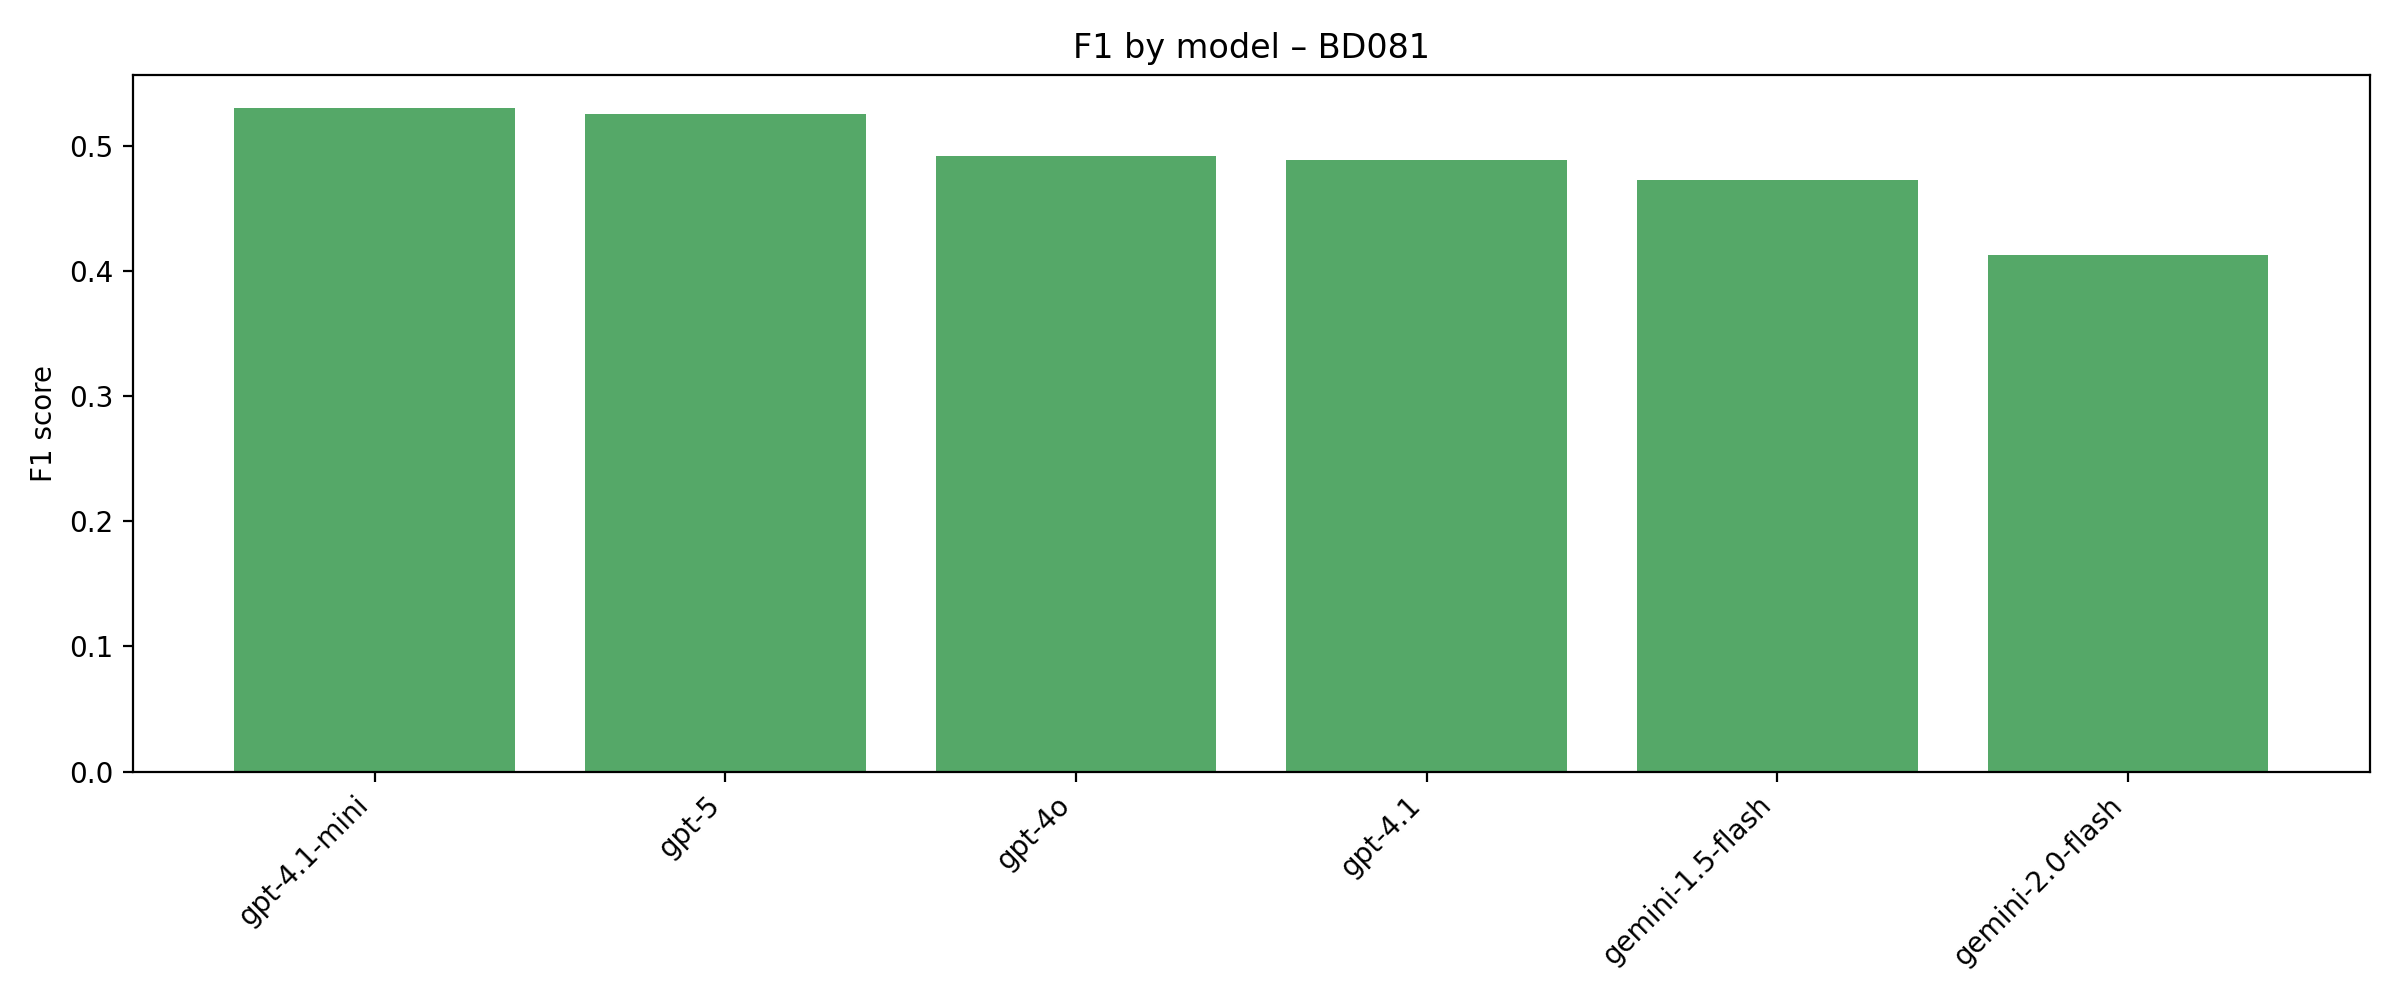 F1 by model – BD081
F1 score
0.5
0.4
0.3
0.2
0.1
0.0
gpt-4.1-mini
gpt-5
gpt-4o
gpt-4.1
gemini-1.5-flash
gemini-2.0-flash